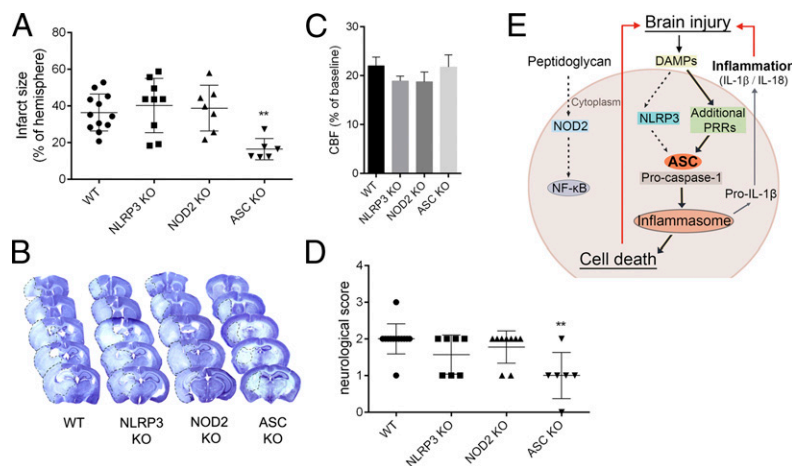 A
Infarct size
(% of hemisphere)
80
60
40
20
0
**
WT
NLRP3 KO
NOD2 KO
ASC KO
B
WT
NLRP3
KO
NOD2
KO
ASC
KO
C
CBF (% of baseline)
30
20
10
0
WT
NLRP3 KO
NOD2 KO
ASC KO
D
neurological score
4
3
2
1
0
**
WT
NLRP3 KO
NOD2 KO
ASC KO
E
Brain injury
Peptidoglycan
DAMPs
Inflammation
(IL-1β / IL-18)
Cytoplasm
NOD2
NLRP3
Additional
PRRs
ASC
Pro-caspase-1
NF-κB
Pro-IL-1β
Inflammasome
Cell death